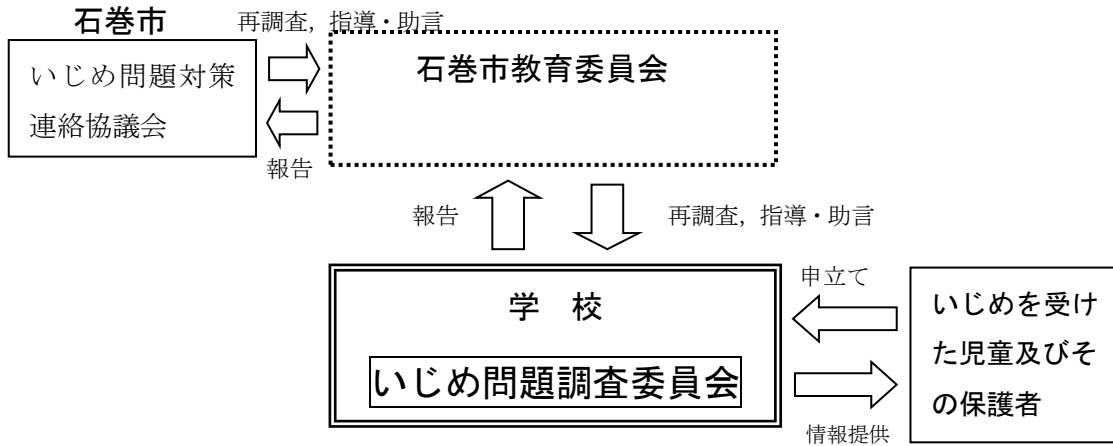 石巻市
再調査，指導・助言
いじめ問題対策
連絡協議会
石巻市教育委員会
報告
報告
再調査，指導・助言
学　校
いじめ問題調査委員会
申立て
いじめを受け
た児童及びそ
の保護者
情報提供